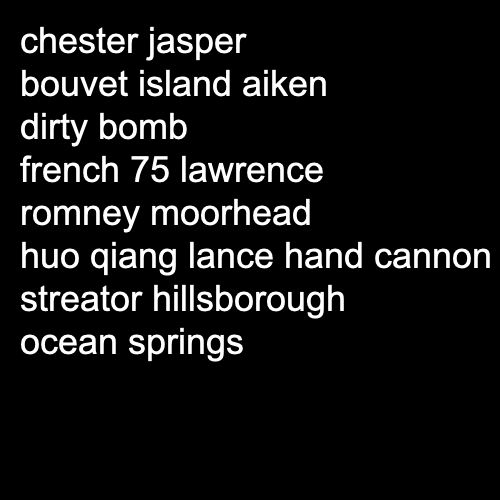 chester jasper
bouvet island aiken
dirty bomb
french 75 lawrence
romney moorhead
huo qiang lance hand cannon
streator hillsborough
ocean springs